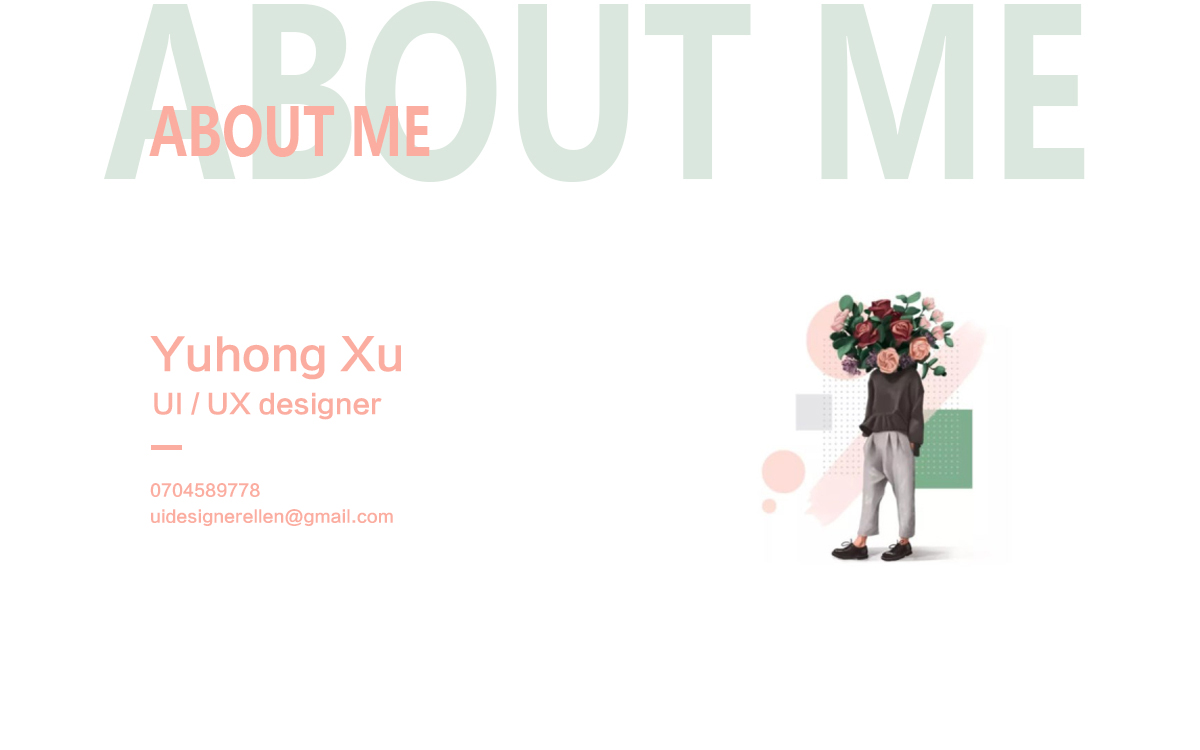 ABOUT ME
ABOUT ME
Yuhong Xu
UI / UX designer
0704589778
uidesignerellen@gmail.com